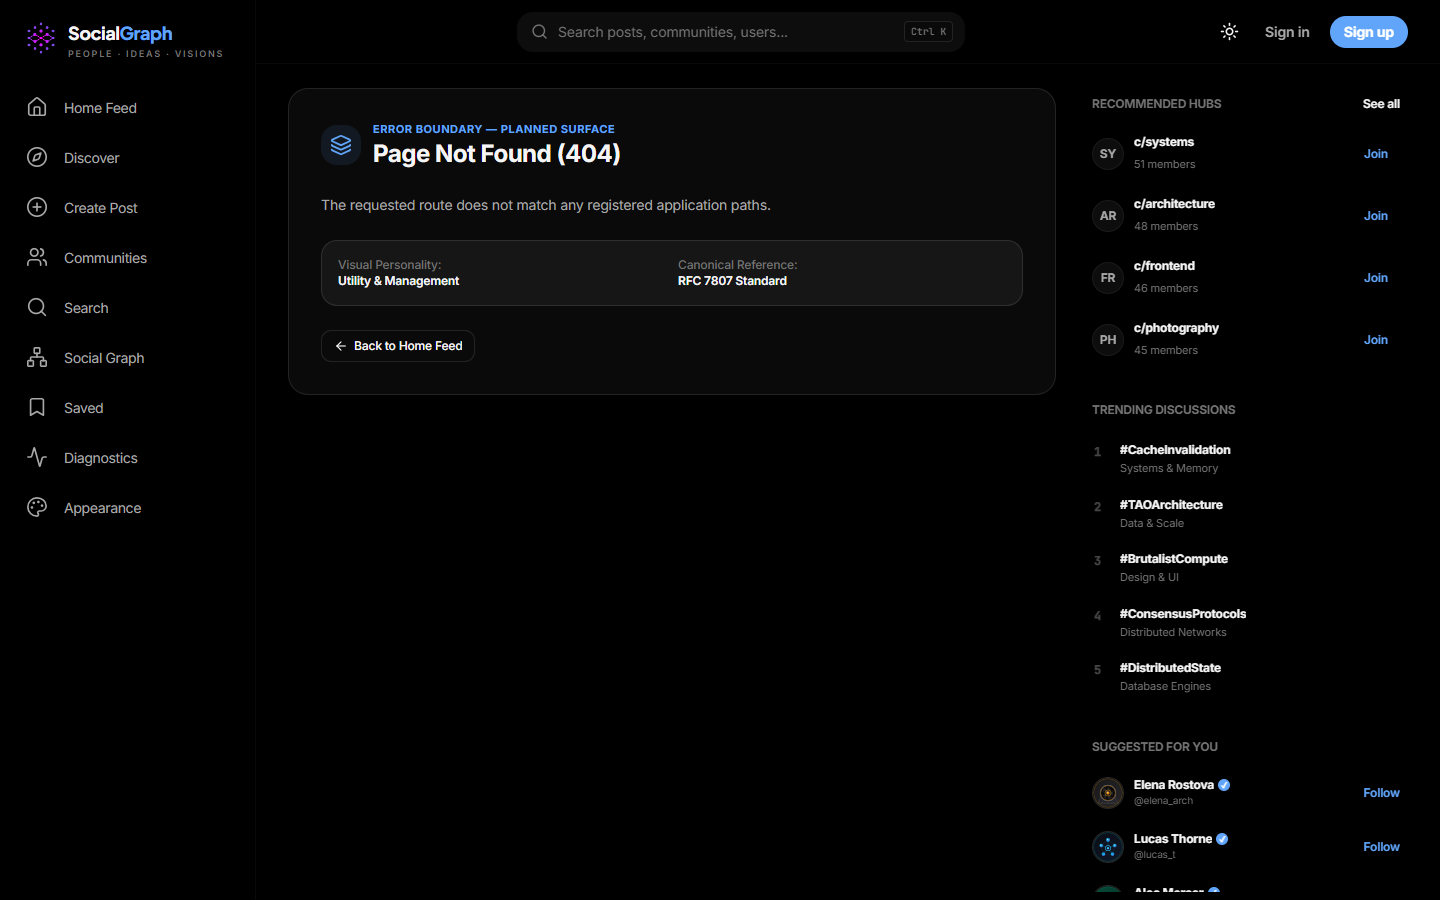 SocialGraph
PEOPLE · IDEAS · VISIONS
Search posts, communities, users...
Ctrl K
Sign in
Sign up
Home Feed
Discover
Create Post
Communities
Search
Social Graph
Saved
Diagnostics
Appearance
ERROR BOUNDARY — PLANNED SURFACE
Page Not Found (404)
The requested route does not match any registered application paths.
Visual Personality:
Utility & Management
Canonical Reference:
RFC 7807 Standard
Back to Home Feed
RECOMMENDED HUBS
See all
SY
c/systems
51 members
Join
AR
c/architecture
48 members
Join
FR
c/frontend
46 members
Join
PH
c/photography
45 members
Join
TRENDING DISCUSSIONS
1
#CacheInvalidation
Systems & Memory
2
#TAOArchitecture
Data & Scale
3
#BrutalistCompute
Design & UI
4
#ConsensusProtocols
Distributed Networks
5
#DistributedState
Database Engines
SUGGESTED FOR YOU
Elena Rostova
@elena_arch
Follow
Lucas Thorne
@lucas_t
Follow